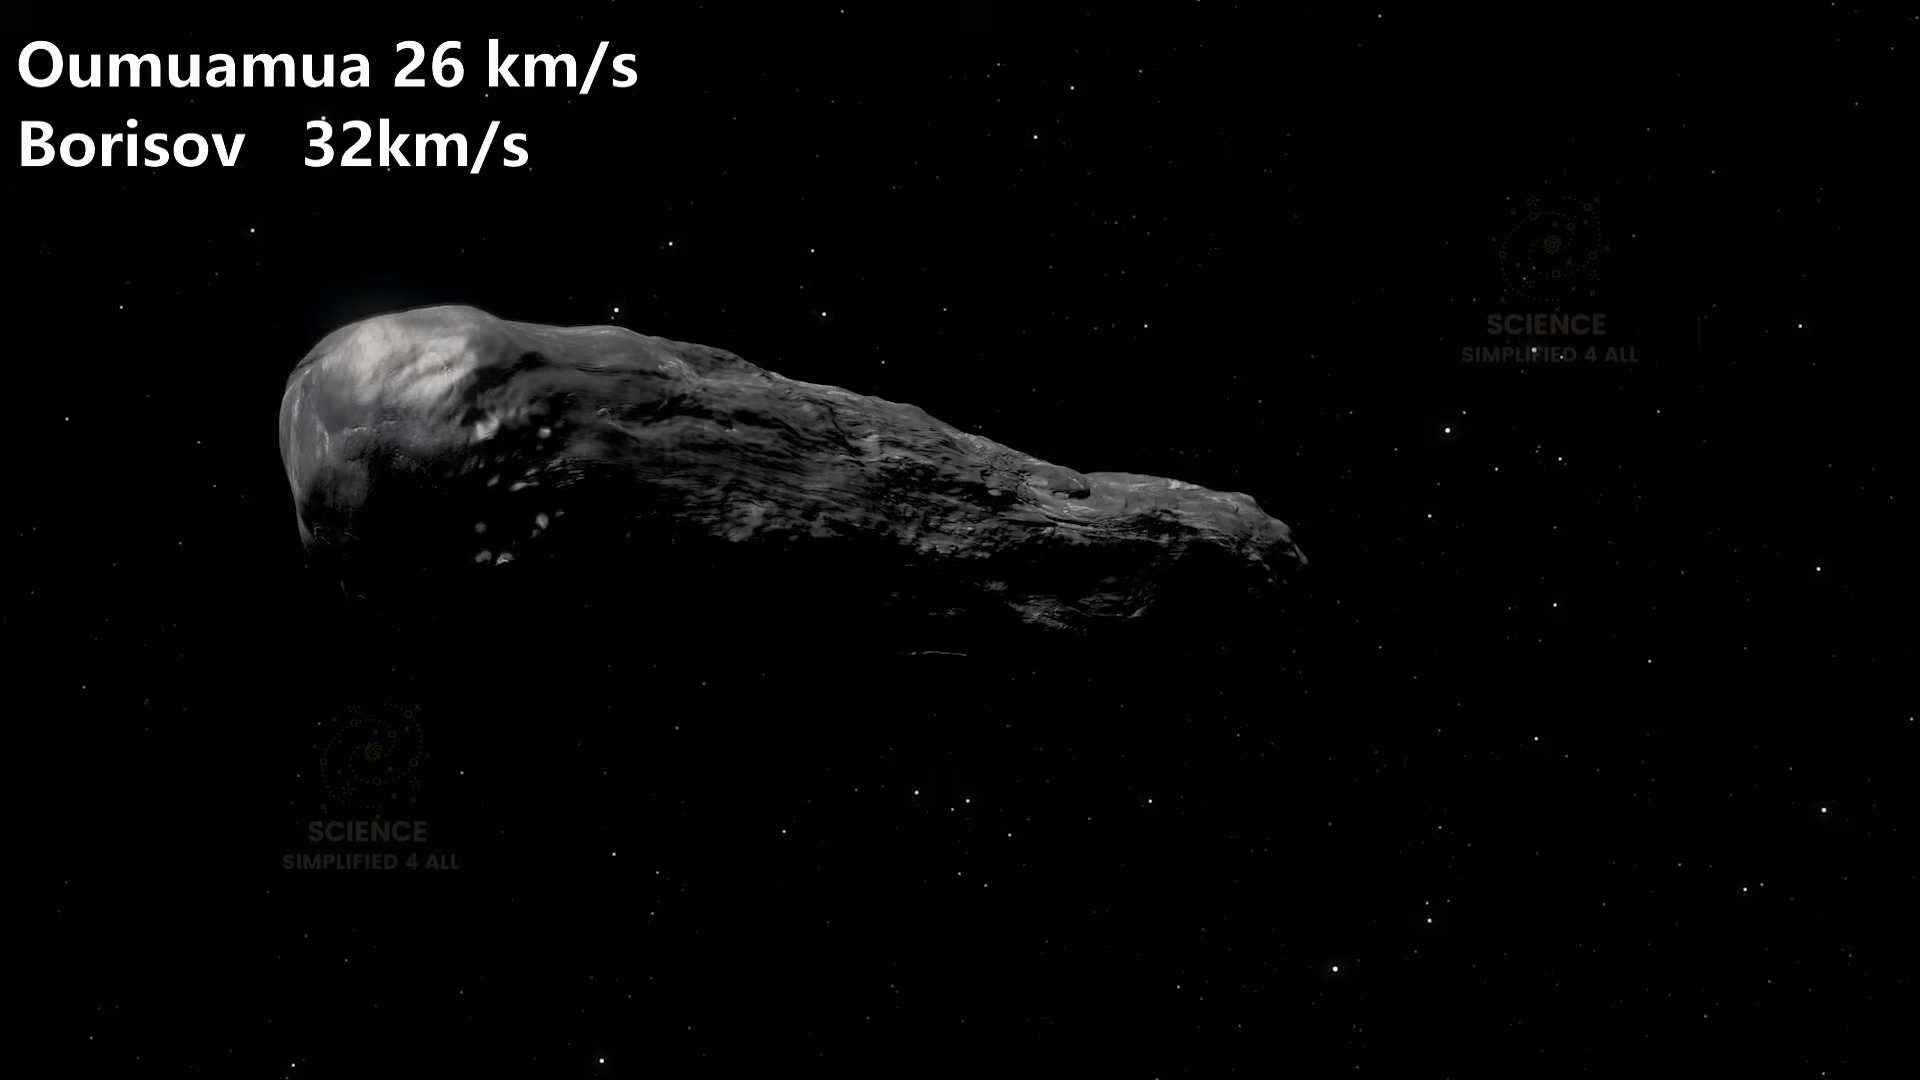 Oumuamua 26 km/s
Borisov 32km/s
SCIENCE
SIMPLIFIED 4 ALL
SCIENCE
SIMPLIFIED 4 ALL